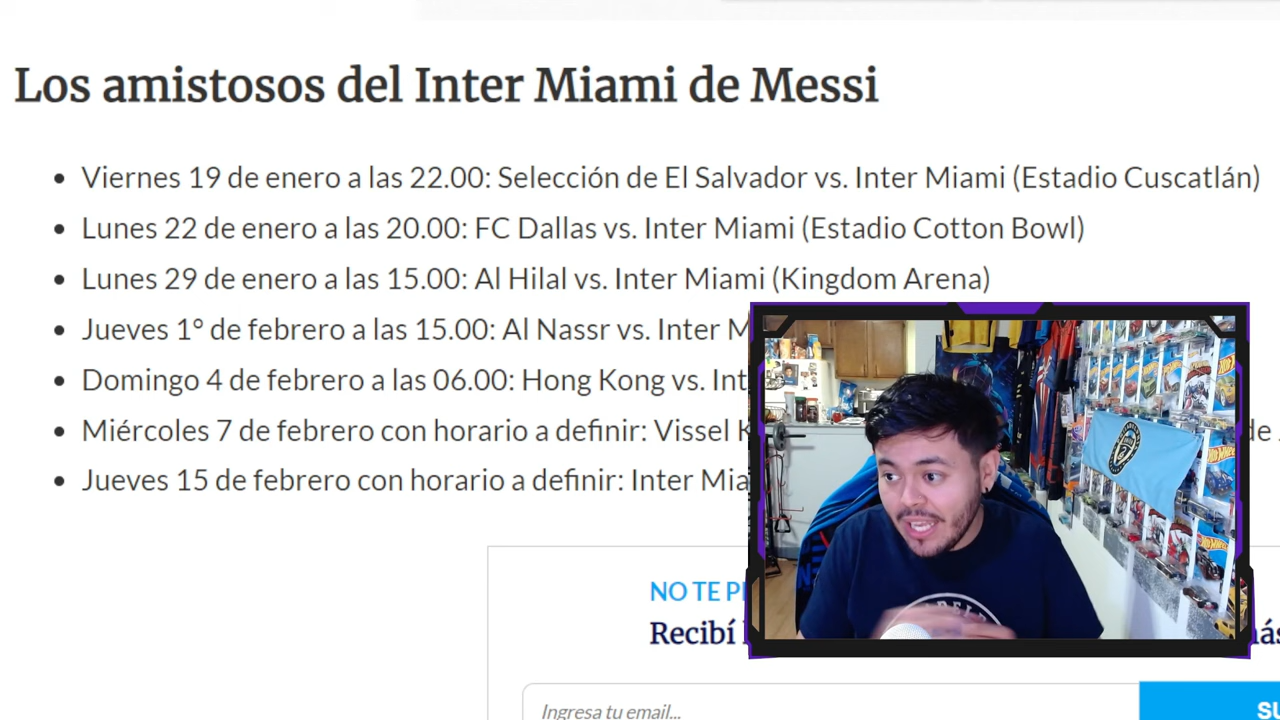 Los amistosos del Inter Miami de Messi
• Viernes 19 de enero a las 22.00: Selección de El Salvador vs. Inter Miami (Estadio Cuscatlán)
• Lunes 22 de enero a las 20.00: FC Dallas vs. Inter Miami (Estadio Cotton Bowl)
• Lunes 29 de enero a las 15.00: Al Hilal vs. Inter Miami (Kingdom Arena)
• Jueves 1° de febrero a las 15.00: Al Nassr vs. Inter
• Domingo 4 de febrero a las 06.00: Hong Kong vs.
• Miércoles 7 de febrero con horario a definir: Vissel de
• Jueves 15 de febrero con horario a definir: Inter
NO TE
Recibí
Ingresa tu email...